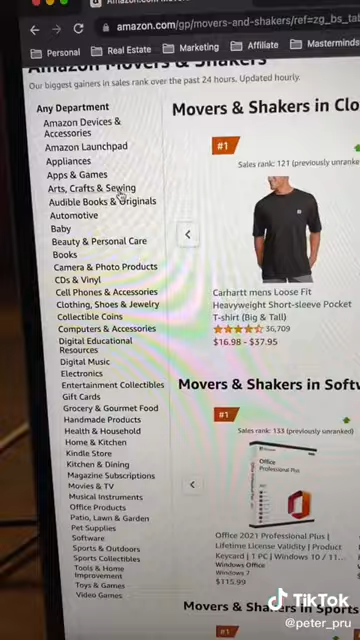 amazon.com/gp/movers-and-shakers/ref=zg_bs_ta
Personal
Real Estate
Marketing
Affiliate
Masterminds
Amazon Movers & Shakers
Our biggest gainers in sales rank over the past 24 hours. Updated hourly.
Any Department
Amazon Devices &
Accessories
Amazon Launchpad
Appliances
Apps & Games
Arts, Crafts & Sewing
Audible Books & Originals
Automotive
Baby
Beauty & Personal Care
Books
Camera & Photo Products
CDs & Vinyl
Cell Phones & Accessories
Clothing, Shoes & Jewelry
Collectible Coins
Computers & Accessories
Digital Educational
Resources
Digital Music
Electronics
Entertainment Collectibles
Gift Cards
Grocery & Gourmet Food
Handmade Products
Health & Household
Home & Kitchen
Kindle Store
Kitchen & Dining
Magazine Subscriptions
Movies & TV
Musical Instruments
Office Products
Patio, Lawn & Garden
Pet Supplies
Software
Sports & Outdoors
Sports Collectibles
Tools & Home
Improvement
Toys & Games
Video Games
Movers & Shakers in Clo
#1
Sales rank: 121 (previously unranke
Carhartt mens Loose Fit
Heavyweight Short-sleeve Pocket
T-shirt (Big & Tall)
36,709
$16.98 - $37.95
Movers & Shakers in Softw
#1
Sales rank: 133 (previously unranked)
Office
Professional Plus
Office 2021 Professional Plus |
Lifetime License Validity | Product
Keycard | 1 PC | Windows 10 / 11...
Windows Office
Windows 7
$115.99
Movers & Shakers in Sports
#1
TikTok
@peter_pru